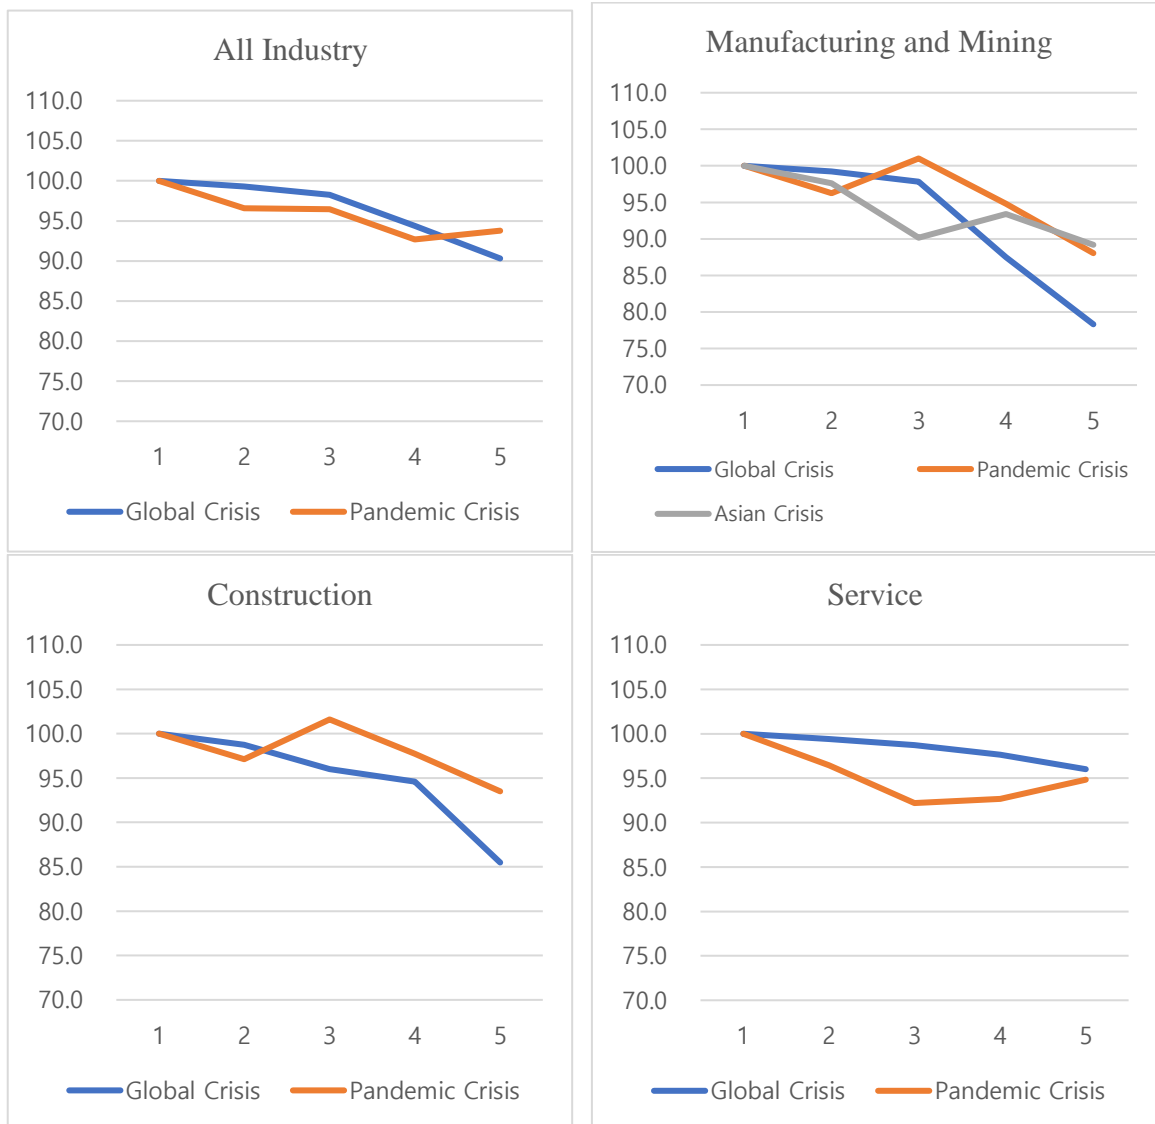 All Industry
110.0
105.0
100.0
95.0
90.0
85.0
80.0
75.0
70.0
1 2 3 4 5
Global Crisis Pandemic Crisis
Manufacturing and Mining
110.0
105.0
100.0
95.0
90.0
85.0
80.0
75.0
70.0
1 2 3 4 5
Global Crisis Pandemic Crisis
Asian Crisis
Construction
110.0
105.0
100.0
95.0
90.0
85.0
80.0
75.0
70.0
1 2 3 4 5
Global Crisis Pandemic Crisis
Service
110.0
105.0
100.0
95.0
90.0
85.0
80.0
75.0
70.0
1 2 3 4 5
Global Crisis Pandemic Crisis